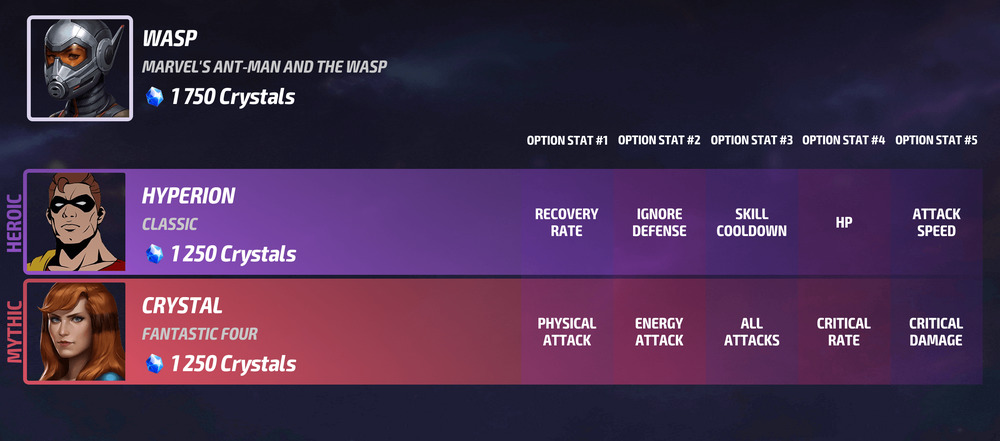 WASP
MARVEL'S ANT-MAN AND THE WASP
1 750 Crystals
OPTION STAT #1 OPTION STAT #2 OPTION STAT #3 OPTION STAT #4 OPTION STAT #5
HEROIC
HYPERION
CLASSIC
1 250 Crystals
RECOVERY RATE
IGNORE DEFENSE
SKILL COOLDOWN
HP
ATTACK SPEED
MYTHIC
CRYSTAL
FANTASTIC FOUR
1 250 Crystals
PHYSICAL ATTACK
ENERGY ATTACK
ALL ATTACKS
CRITICAL RATE
CRITICAL DAMAGE